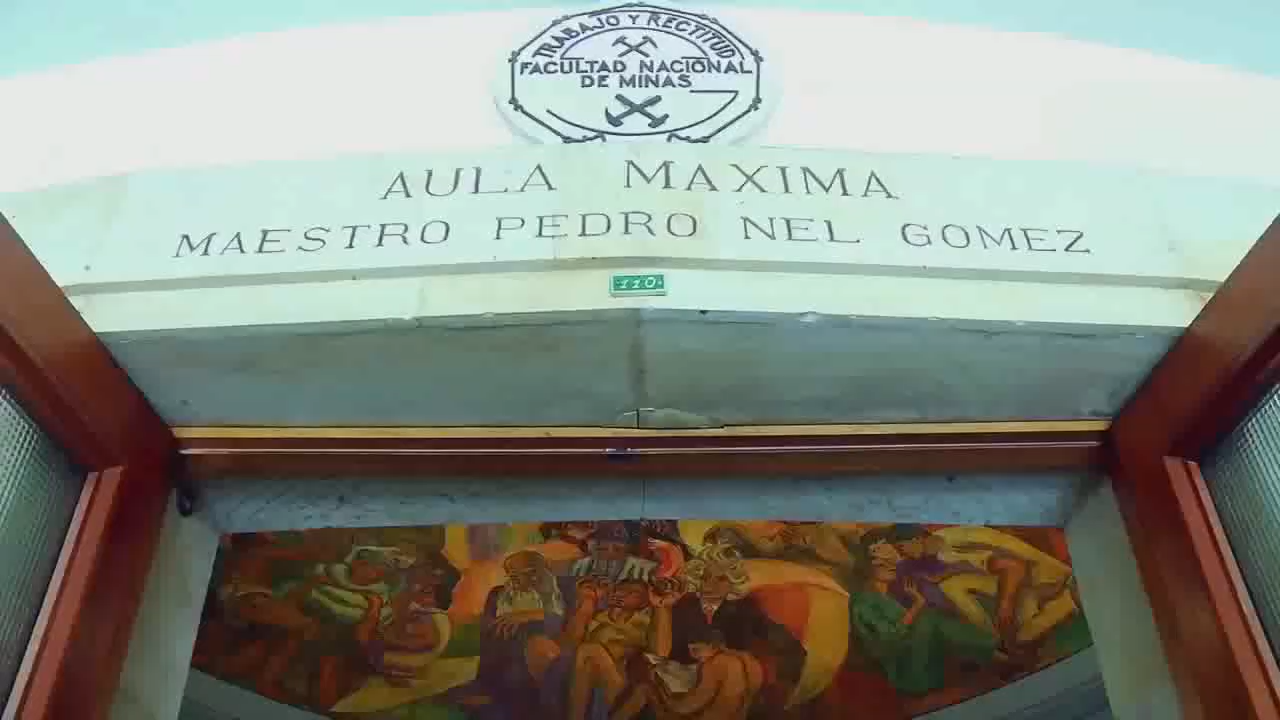 TRABAJO Y RECTITUD
FACULTAD NACIONAL
DE MINAS
AULA MAXIMA
MAESTRO PEDRO NEL GOMEZ
110